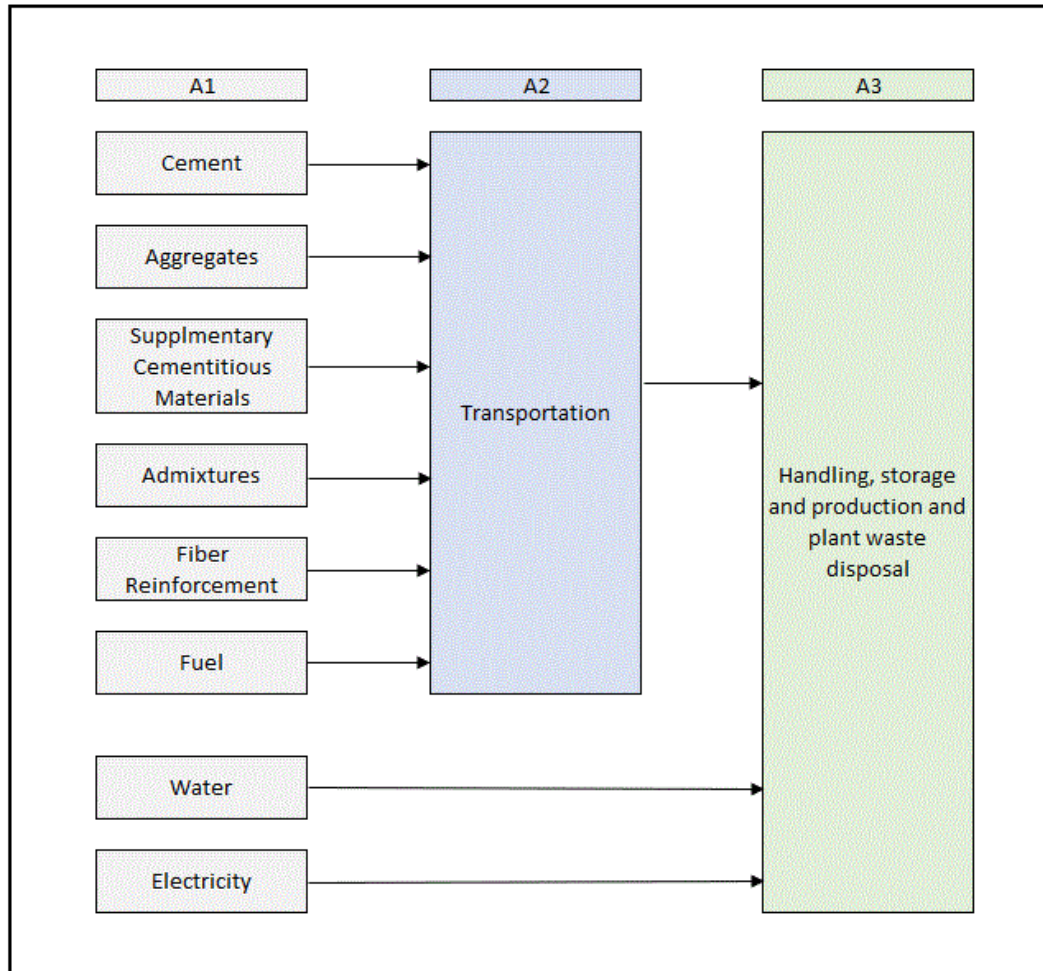 A1
A2
A3
Cement
Aggregates
Supplmentary
Cementitious
Materials
Admixtures
Fiber
Reinforcement
Fuel
Water
Electricity
Transportation
Handling, storage
and production and
plant waste
disposal